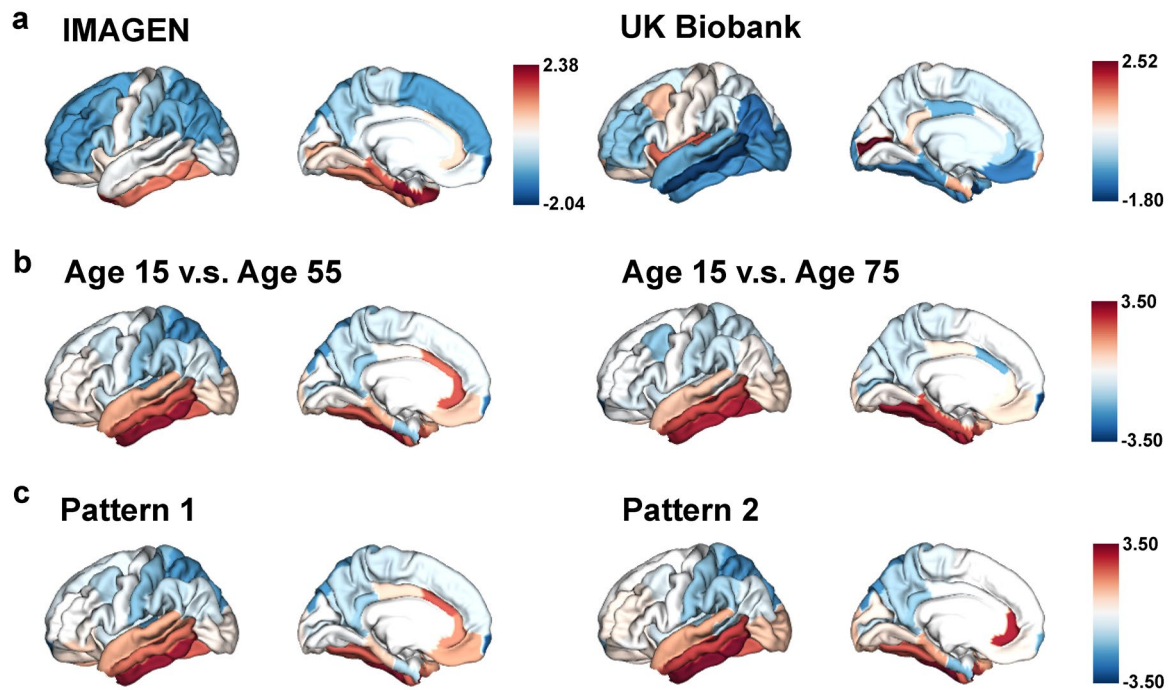 a IMAGEN UK Biobank
2.38
-2.04
2.52
-1.80
b Age 15 v.s. Age 55 Age 15 v.s. Age 75
3.50
-3.50
c Pattern 1 Pattern 2
3.50
-3.50